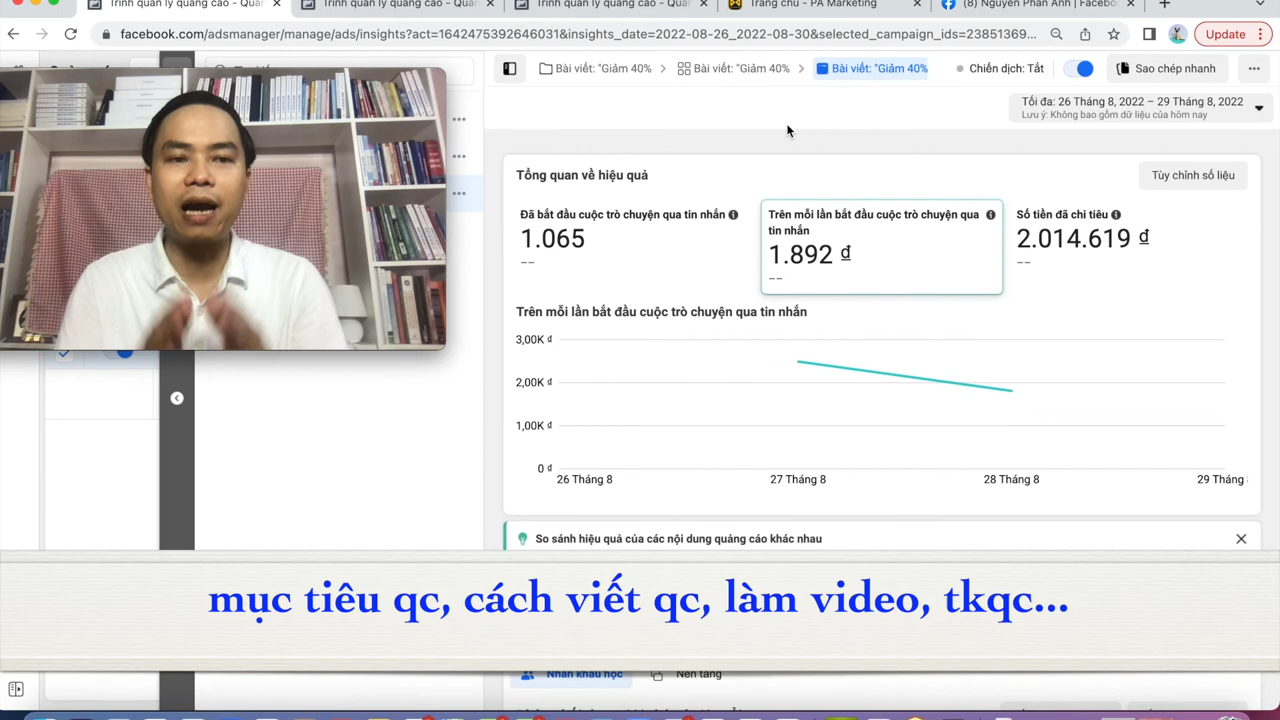 Trình quản lý quảng cáo - Quản
Trình quản lý quảng cáo - Quản
Trình quản lý quảng cáo - Quản
Trang chủ - PA Marketing
(8) Nguyen Phan Anh | Facebo
facebook.com/adsmanager/manage/ads/insights?act=1642475392646031&insights_date=2022-08-26_2022-08-30&selected_campaign_ids=23851369...
Update
Bài viết: "Giảm 40%
Bài viết: "Giảm 40%
Bài viết: "Giảm 40%
Chiến dịch: Tắt
Sao chép nhanh
Tối đa: 26 Tháng 8, 2022 – 29 Tháng 8, 2022
Lưu ý: Không bao gồm dữ liệu của hôm nay
Tổng quan về hiệu quả
Tùy chỉnh số liệu
Đã bắt đầu cuộc trò chuyện qua tin nhắn
1.065
--
Trên mỗi lần bắt đầu cuộc trò chuyện qua
tin nhắn
1.892 ₫
--
Số tiền đã chi tiêu
2.014.619 ₫
--
Trên mỗi lần bắt đầu cuộc trò chuyện qua tin nhắn
3,00K ₫
2,00K ₫
1,00K ₫
0 ₫
26 Tháng 8
27 Tháng 8
28 Tháng 8
29 Tháng
So sánh hiệu quả của các nội dung quảng cáo khác nhau
mục tiêu qc, cách viết qc, làm video, tkqc...
Nhân khẩu học
Nền tảng